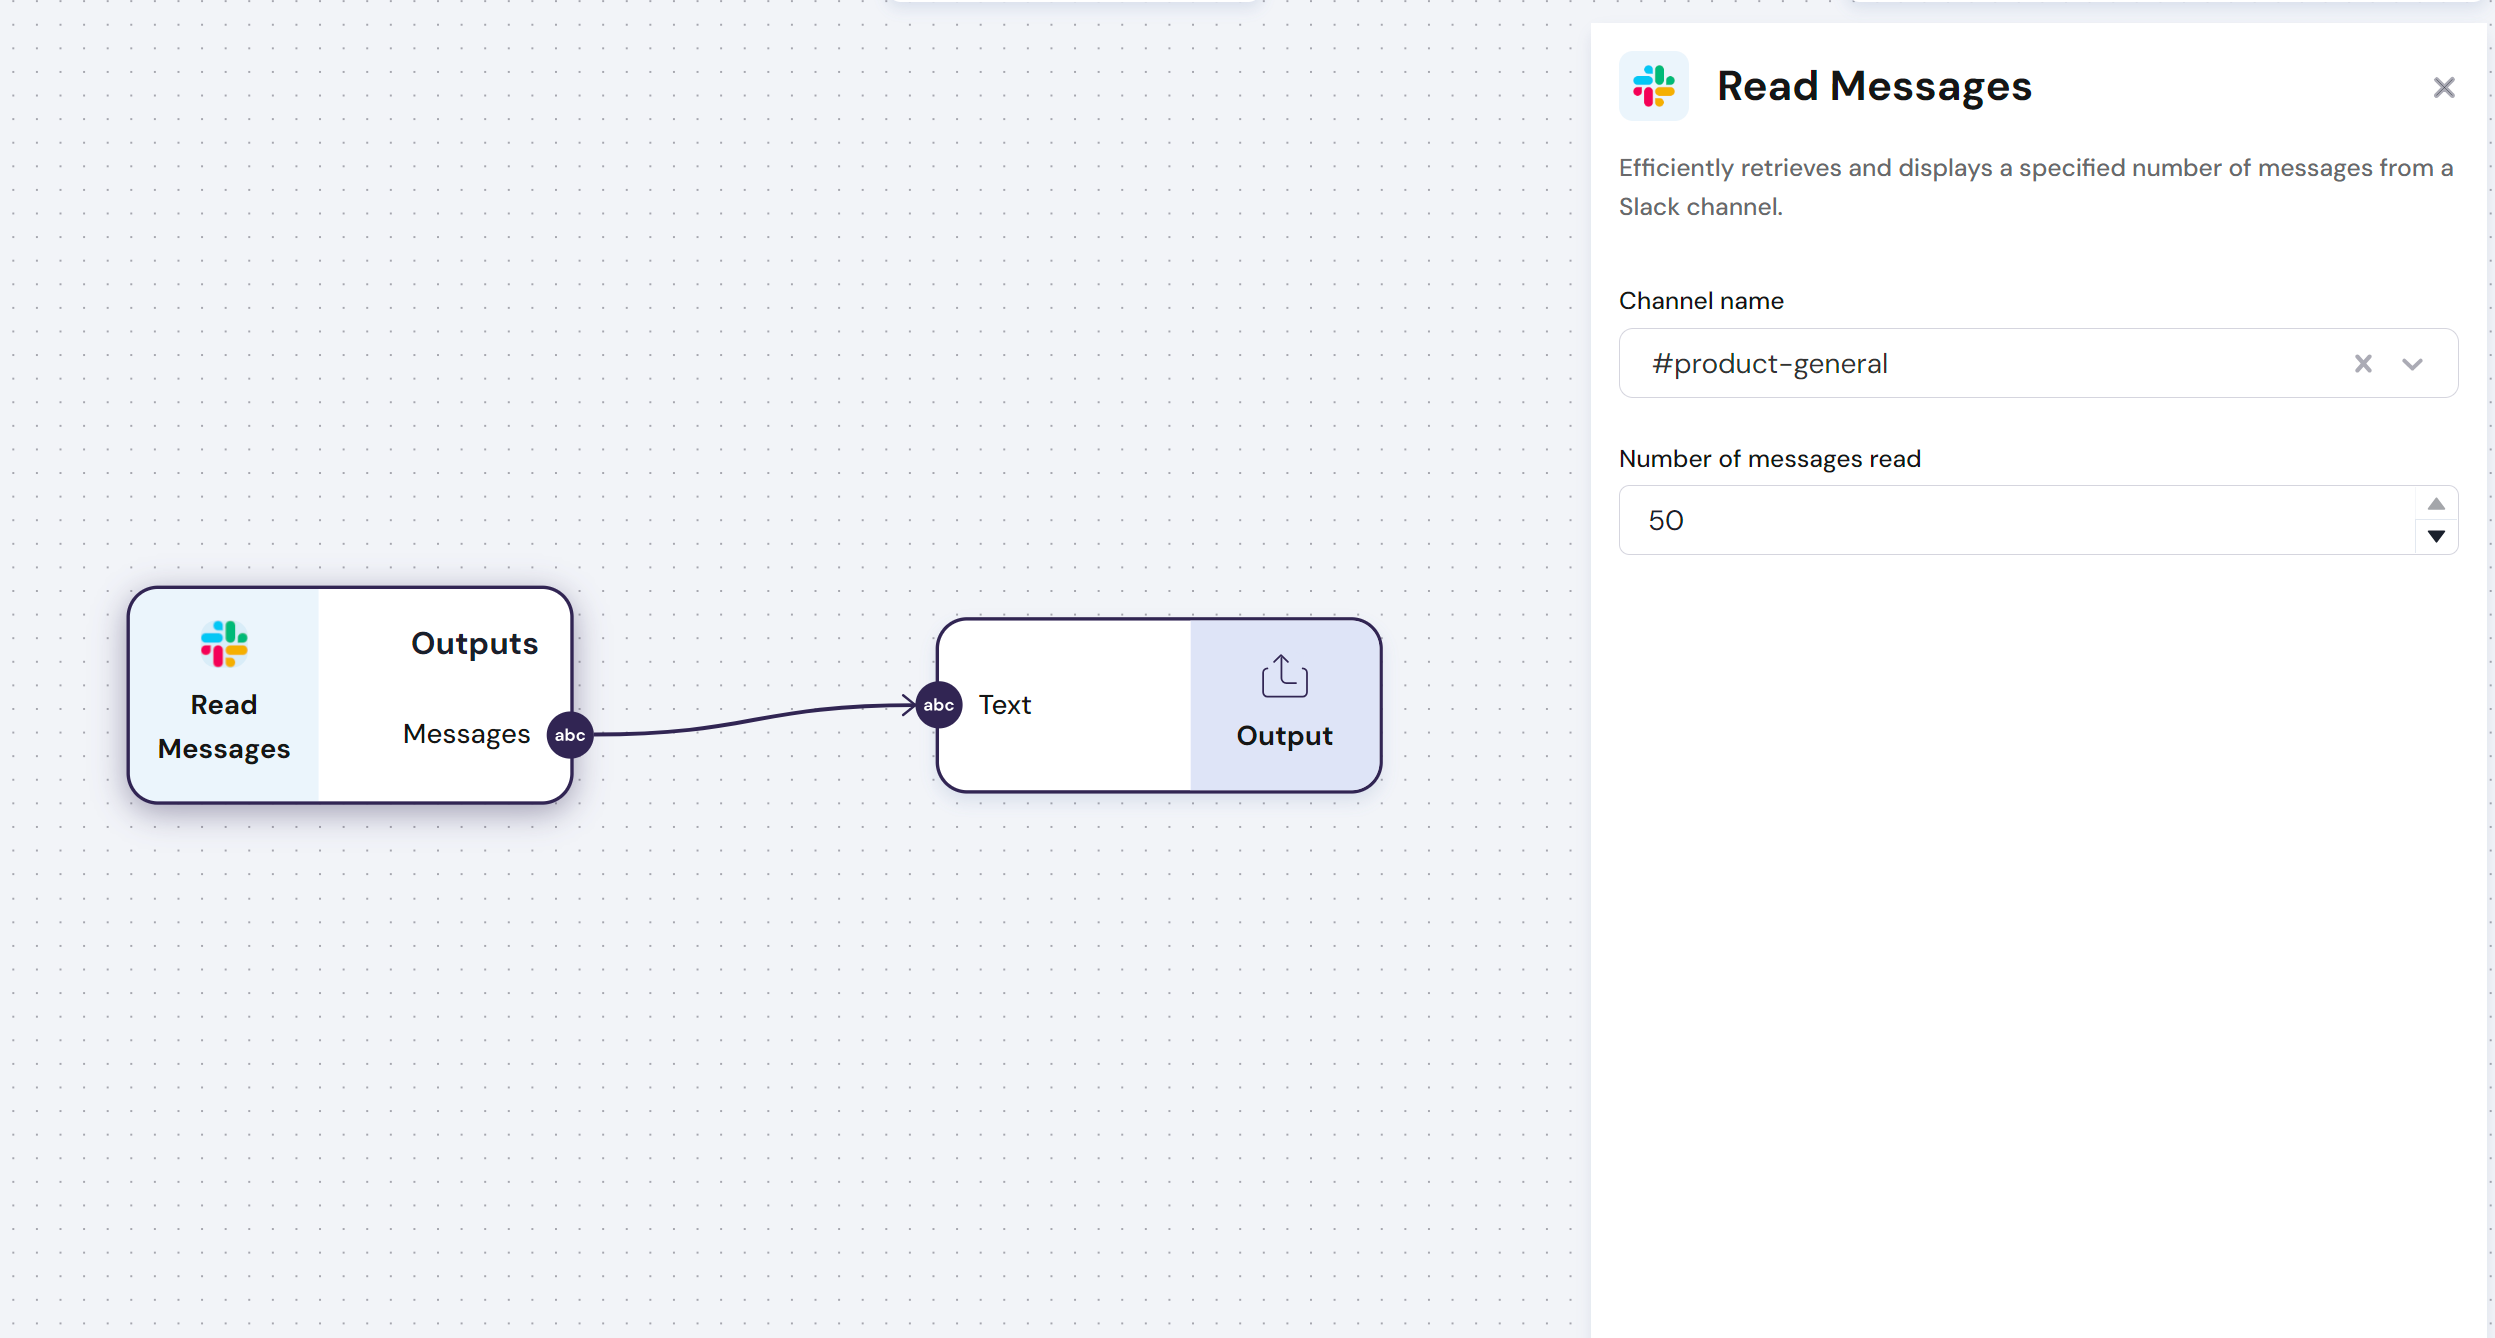 Read Messages
Efficiently retrieves and displays a specified number of messages from a
Slack channel.
Channel name
#product-general
Number of messages read
50
Read
Messages
Outputs
Messages
abc
abc
Text
Output